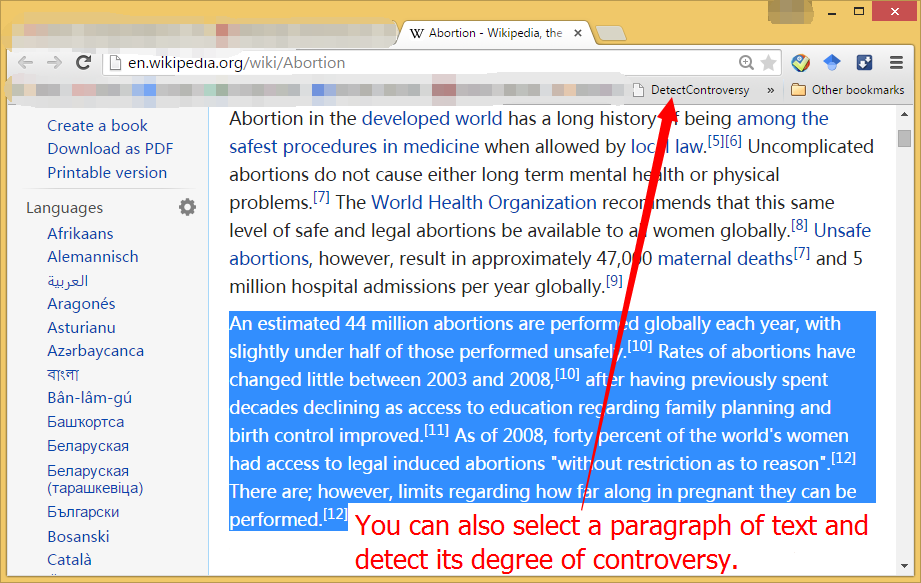 Abortion - Wikipedia, the
en.wikipedia.org/wiki/Abortion
DetectControversy » Other bookmarks
Create a book
Download as PDF
Printable version
Languages
Afrikaans
Alemannisch
العربية
Aragonés
Asturianu
Azərbaycanca
বাংলা
Bân-lâm-gú
Башҡортса
Беларуская
Беларуская
(тарашкевіца)
Български
Bosanski
Català
Abortion in the developed world has a long history of being among the
safest procedures in medicine when allowed by local law.[5][6] Uncomplicated
abortions do not cause either long term mental health or physical
problems.[7] The World Health Organization recommends that this same
level of safe and legal abortions be available to all women globally.[8] Unsafe
abortions, however, result in approximately 47,000 maternal deaths[7] and 5
million hospital admissions per year globally.[9]
An estimated 44 million abortions are performed globally each year, with
slightly under half of those performed unsafely.[10] Rates of abortions have
changed little between 2003 and 2008,[10] after having previously spent
decades declining as access to education regarding family planning and
birth control improved.[11] As of 2008, forty percent of the world's women
had access to legal induced abortions "without restriction as to reason".[12]
There are; however, limits regarding how far along in pregnant they can be
performed.[12]
You can also select a paragraph of text and
detect its degree of controversy.